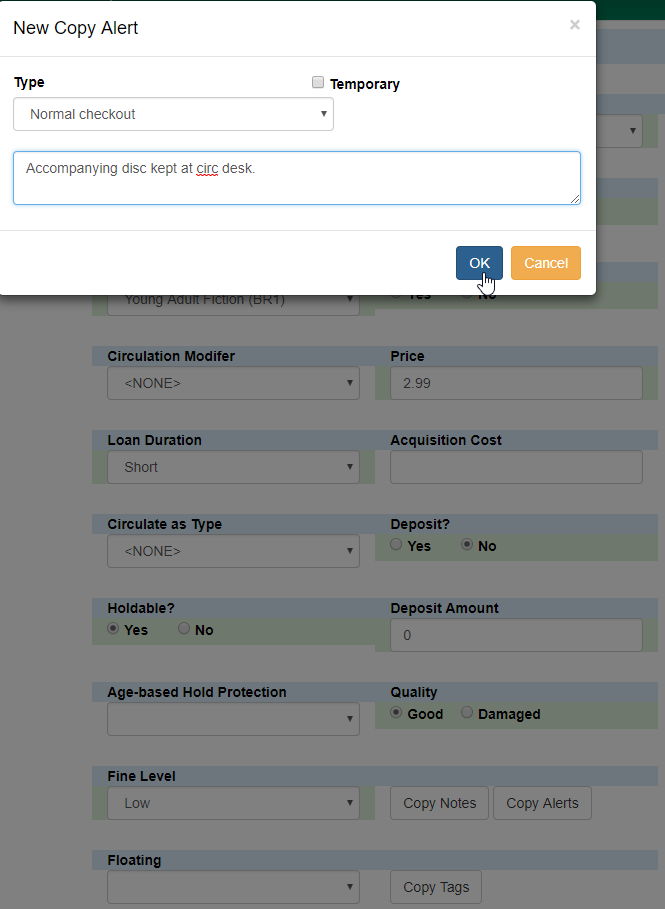 New Copy Alert ×
Type Temporary
Normal checkout
Accompanying disc kept at circ desk.
OK Cancel
Young Adult Fiction (BR1) Yes No
Circulation Modifer Price
<NONE> 2.99
Loan Duration Acquisition Cost
Short
Circulate as Type Deposit?
<NONE> Yes No
Holdable? Deposit Amount
Yes No 0
Age-based Hold Protection Quality
Good Damaged
Fine Level
Low Copy Notes Copy Alerts
Floating
Copy Tags